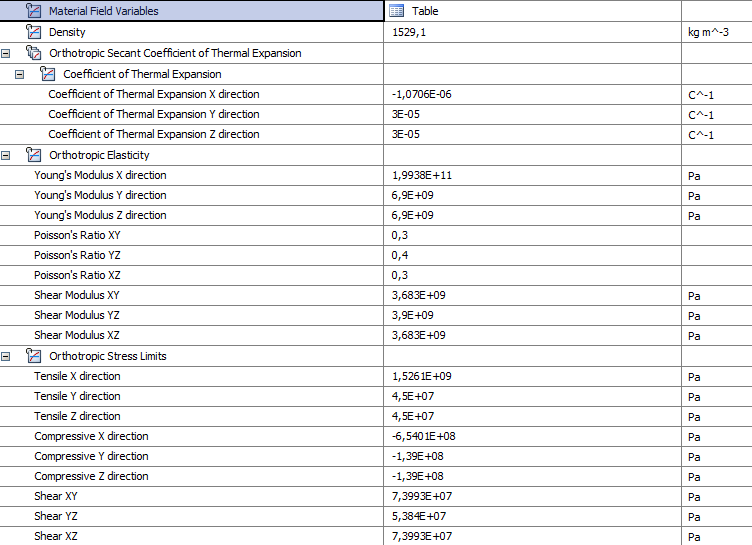 Material Field Variables Table
Density 1529,1 kg m^-3
Orthotropic Secant Coefficient of Thermal Expansion
Coefficient of Thermal Expansion
Coefficient of Thermal Expansion X direction -1,0706E-06 C^-1
Coefficient of Thermal Expansion Y direction 3E-05 C^-1
Coefficient of Thermal Expansion Z direction 3E-05 C^-1
Orthotropic Elasticity
Young's Modulus X direction 1,9938E+11 Pa
Young's Modulus Y direction 6,9E+09 Pa
Young's Modulus Z direction 6,9E+09 Pa
Poisson's Ratio XY 0,3
Poisson's Ratio YZ 0,4
Poisson's Ratio XZ 0,3
Shear Modulus XY 3,683E+09 Pa
Shear Modulus YZ 3,9E+09 Pa
Shear Modulus XZ 3,683E+09 Pa
Orthotropic Stress Limits
Tensile X direction 1,5261E+09 Pa
Tensile Y direction 4,5E+07 Pa
Tensile Z direction 4,5E+07 Pa
Compressive X direction -6,5401E+08 Pa
Compressive Y direction -1,39E+08 Pa
Compressive Z direction -1,39E+08 Pa
Shear XY 7,3993E+07 Pa
Shear YZ 5,384E+07 Pa
Shear XZ 7,3993E+07 Pa